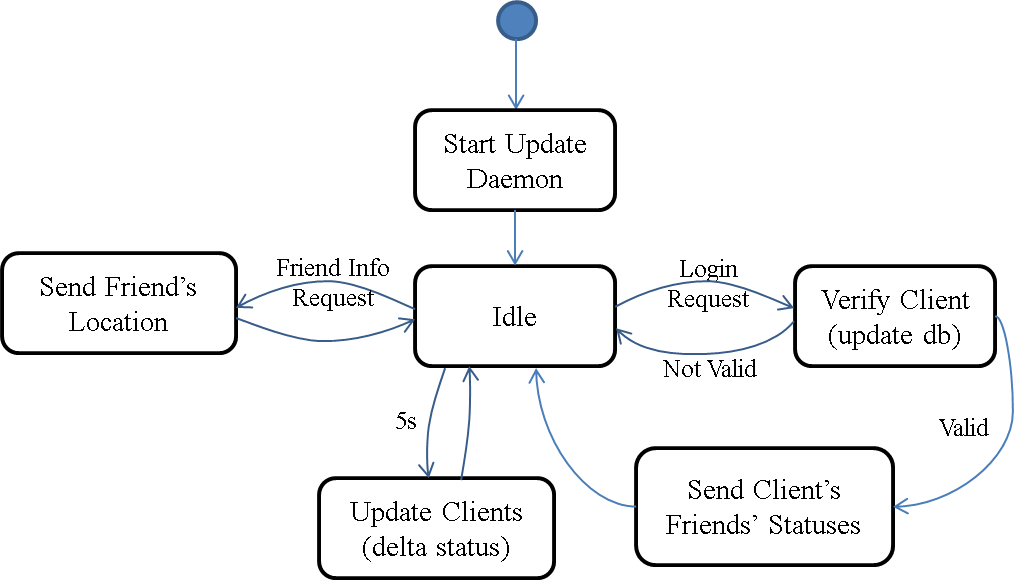 Start Update
Daemon
Send Friend’s
Location
Friend Info
Request
Idle
Login
Request
Verify Client
(update db)
Not Valid
5s
Valid
Update Clients
(delta status)
Send Client’s
Friends’ Statuses